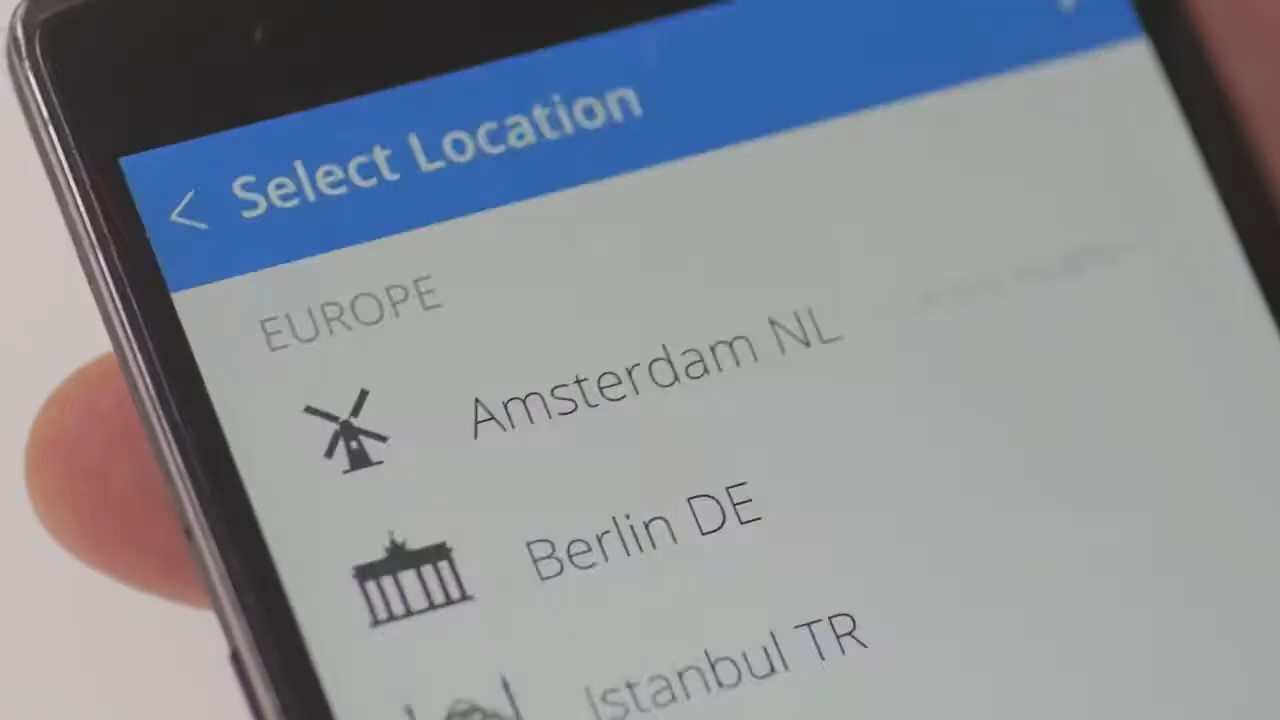 Select Location
EUROPE
Amsterdam NL
Berlin DE
Istanbul TR